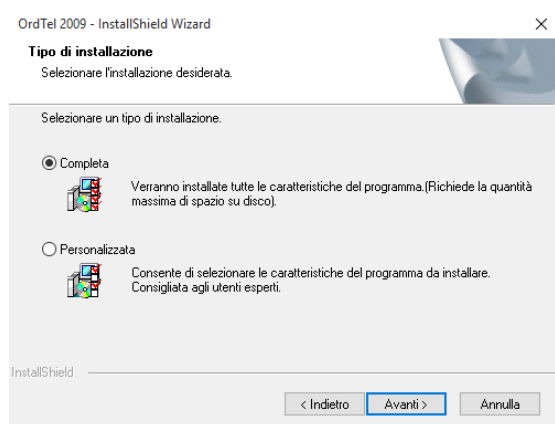 OrdTel 2009 - InstallShield Wizard
Tipo di installazione
Selezionare l'installazione desiderata.
Selezionare un tipo di installazione.
Completa
Verranno installate tutte le caratteristiche del programma.(Richiede la quantità
massima di spazio su disco).
Personalizzata
Consente di selezionare le caratteristiche del programma da installare.
Consigliata agli utenti esperti.
InstallShield
< Indietro
Avanti >
Annulla